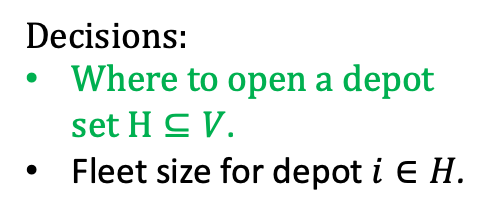 Decisions:
• Where to open a depot
set H ⊆ V.
• Fleet size for depot i ∈ H.